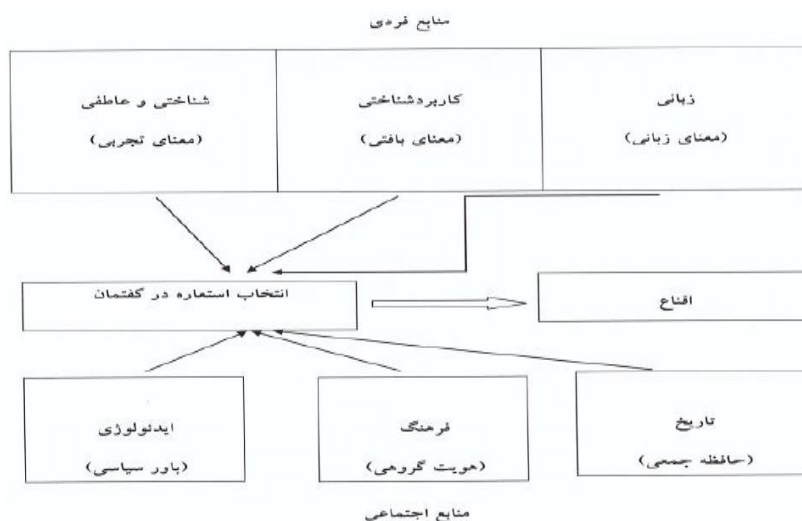 منابع فردی
زبانی
(معنای زبانی)
کاربردشناختی
(معنای بافتی)
شناختی و عاطفی
(معنای تجربی)
انتخاب استعاره در گفتمان
اقناع
تاریخ
(حافظه جمعی)
فرهنگ
(هویت گروهی)
ایدئولوژی
(باور سیاسی)
منابع اجتماعی